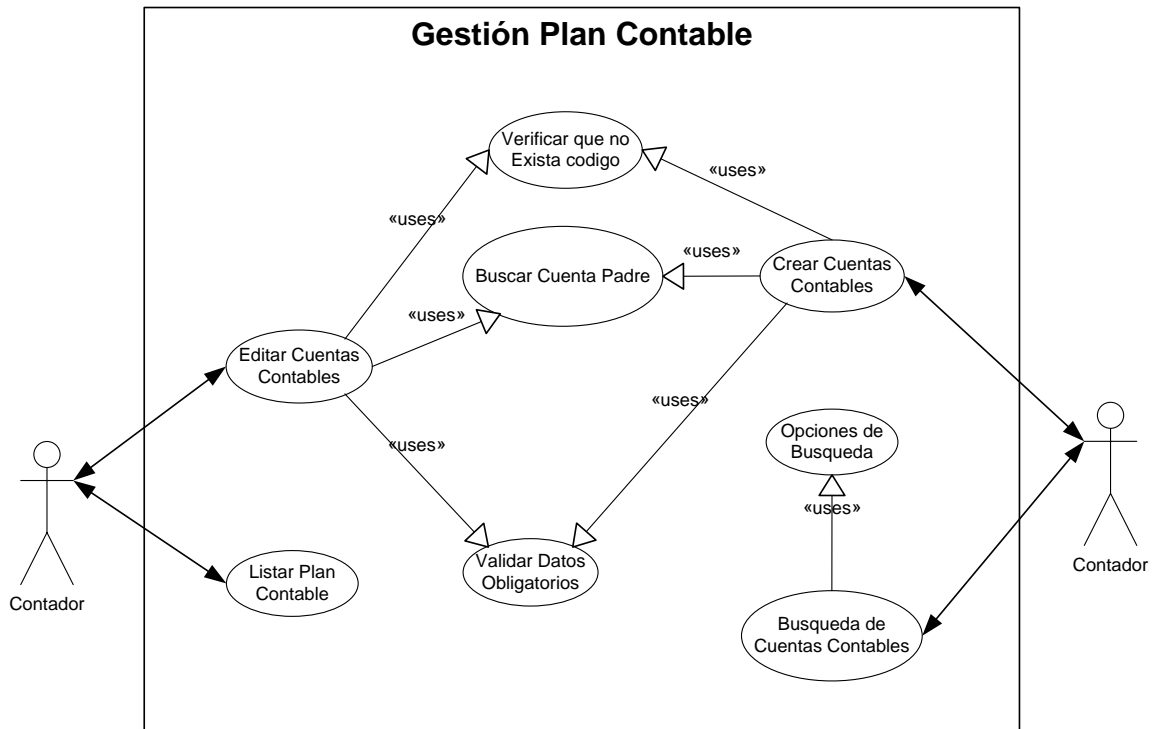 Gestión Plan Contable
Verificar que no
Exista codigo
«uses»
«uses»
Buscar Cuenta Padre
«uses»
Crear Cuentas
Contables
«uses»
Editar Cuentas
Contables
«uses»
«uses»
Opciones de
Busqueda
«uses»
Validar Datos
Obligatorios
Listar Plan
Contable
Contador
Contador
Busqueda de
Cuentas Contables